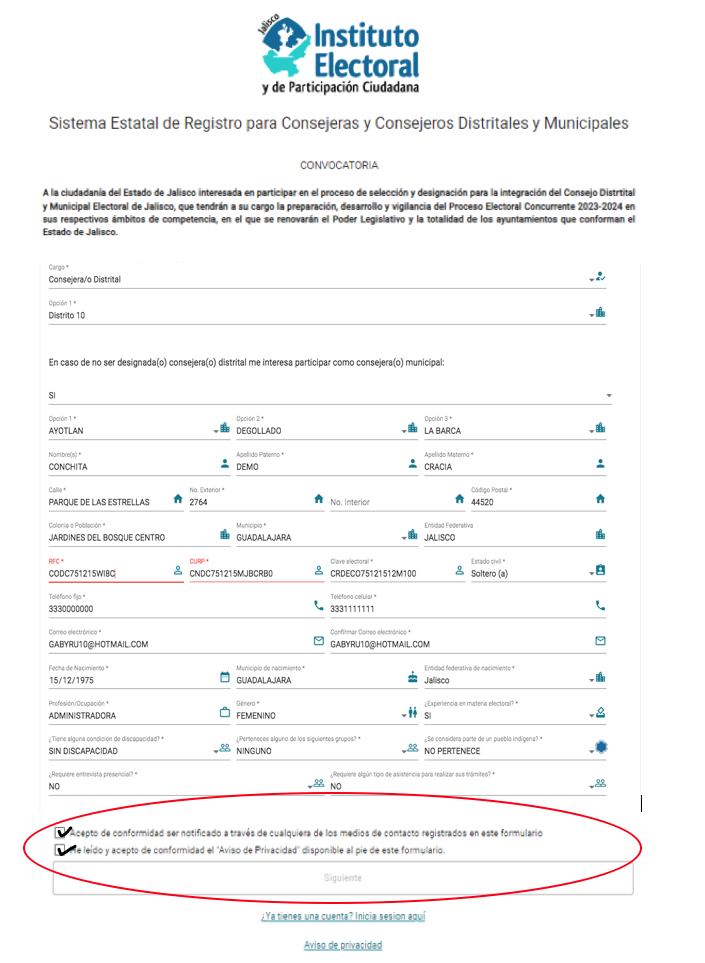 Jalisco
Instituto
Electoral
y de Participación Ciudadana
Sistema Estatal de Registro para Consejeras y Consejeros Distritales y Municipales
CONVOCATORIA
A la ciudadanía del Estado de Jalisco interesada en participar en el proceso de selección y designación para la integración del Consejo Distrtital
y Municipal Electoral de Jalisco, que tendrán a su cargo la preparación, desarrollo y vigilancia del Proceso Electoral Concurrente 2023-2024 en
sus respectivos ámbitos de competencia, en el que se renovarán el Poder Legislativo y la totalidad de los ayuntamientos que conforman el
Estado de Jalisco.
Cargo *
Consejera/o Distrital
Opción 1 *
Distrito 10
En caso de no ser designada(o) consejera(o) distrital me interesa participar como consejera(o) municipal:
SI
Opción 1 * Opción 2 * Opción 3 *
AYOTLAN DEGOLLADO LA BARCA
Nombre(s) * Apellido Paterno * Apellido Materno *
CONCHITA DEMO CRACIA
Calle * No. Exterior * Código Postal *
PARQUE DE LAS ESTRELLAS 2764 No. Interior 44520
Colonia o Población * Municipio * Entidad Federativa
JARDINES DEL BOSQUE CENTRO GUADALAJARA JALISCO
RFC * CURP * Clave electoral * Estado civil *
CODC751215WI8C CNDC751215MJBCRB0 CRDECO75121512M100 Soltero (a)
Teléfono fijo * Teléfono celular *
3330000000 3331111111
Correo electrónico * Confirmar Correo electrónico *
GABYRU10@HOTMAIL.COM GABYRU10@HOTMAIL.COM
Fecha de Nacimiento * Municipio de nacimiento * Entidad federativa de nacimiento *
15/12/1975 GUADALAJARA Jalisco
Profesión/Ocupación * Género * ¿Experiencia en materia electoral? *
ADMINISTRADORA FEMENINO SI
¿Tiene alguna condicion de discapacidad? * ¿Perteneces alguno de los siguientes grupos? * ¿Se considera parte de un pueblo indígena? *
SIN DISCAPACIDAD NINGUNO NO PERTENECE
¿Requiere entrevista presencial? * ¿Requiere algún tipo de asistencia para realizar sus trámites? *
NO NO
Acepto de conformidad ser notificado a través de cualquiera de los medios de contacto registrados en este formulario
He leído y acepto de conformidad el "Aviso de Privacidad" disponible al pie de este formulario.
Siguiente
¿Ya tienes una cuenta? Inicia sesion aquí
Aviso de privacidad